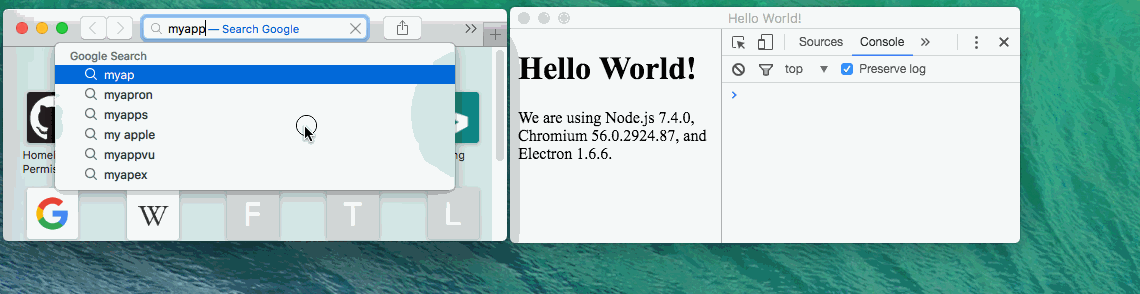 myapp — Search Google
Google Search
myap
myapron
myapps
my apple
myappvu
myapex
Permis
W
F
T
L
Hello World!
Hello World!
We are using Node.js 7.4.0,
Chromium 56.0.2924.87, and
Electron 1.6.6.
Sources Console »
top
Preserve log